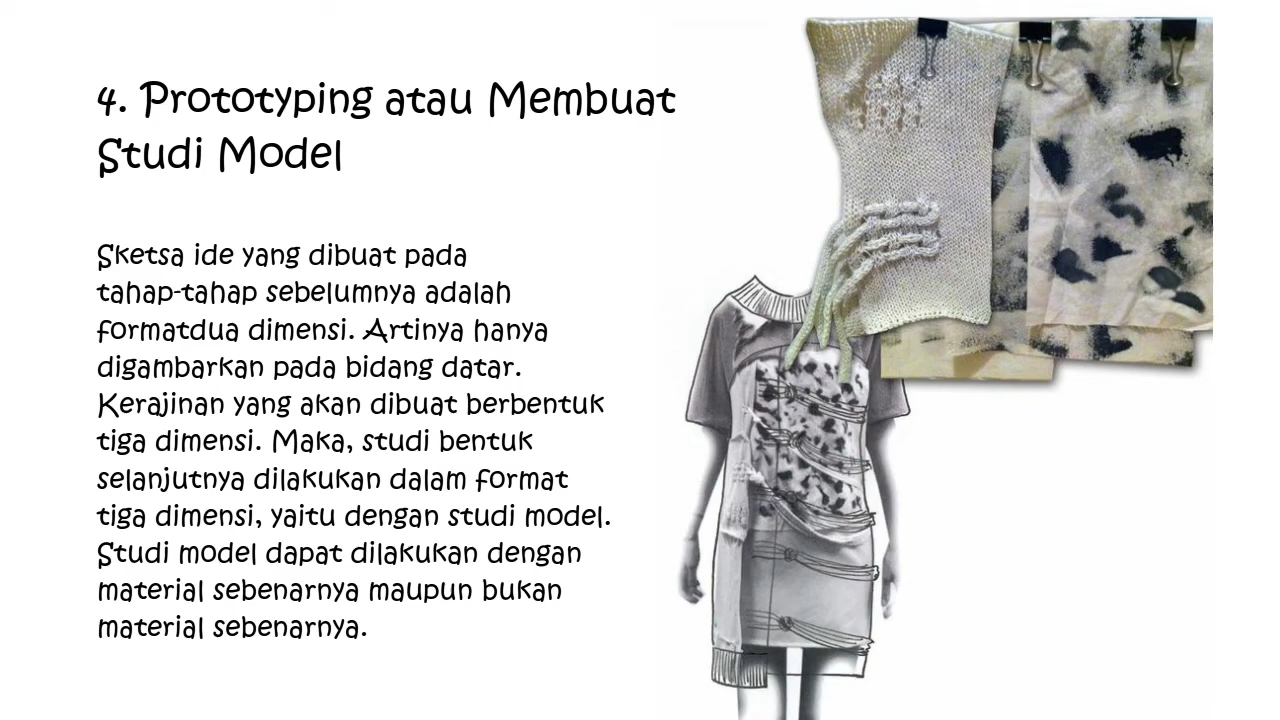 4. Prototyping atau Membuat
Studi Model
Sketsa ide yang dibuat pada
tahap-tahap sebelumnya adalah
formatdua dimensi. Artinya hanya
digambarkan pada bidang datar.
Kerajinan yang akan dibuat berbentuk
tiga dimensi. Maka, studi bentuk
selanjutnya dilakukan dalam format
tiga dimensi, yaitu dengan studi model.
Studi model dapat dilakukan dengan
material sebenarnya maupun bukan
material sebenarnya.